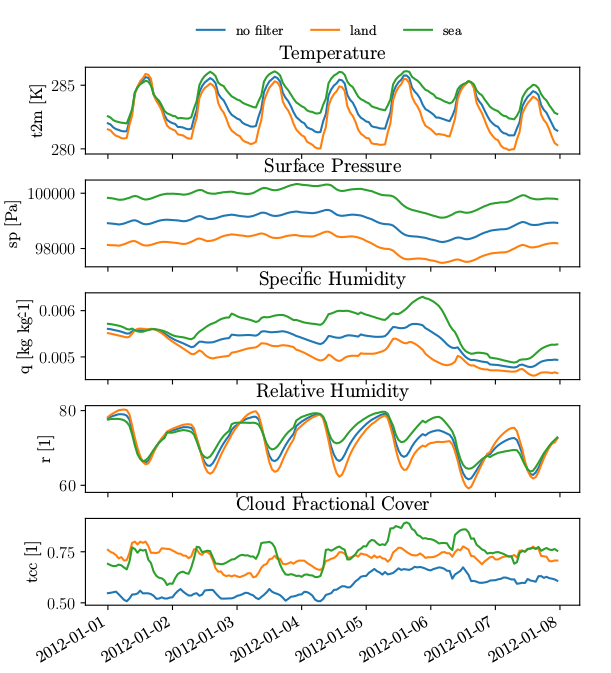 no filter land sea
Temperature
t2m [K]
285
280
Surface Pressure
sp [Pa]
100000
98000
Specific Humidity
q [kg kg-1]
0.006
0.005
Relative Humidity
r [1]
80
60
Cloud Fractional Cover
tcc [1]
0.75
0.50
2012-01-01 2012-01-02 2012-01-03 2012-01-04 2012-01-05 2012-01-06 2012-01-07 2012-01-08